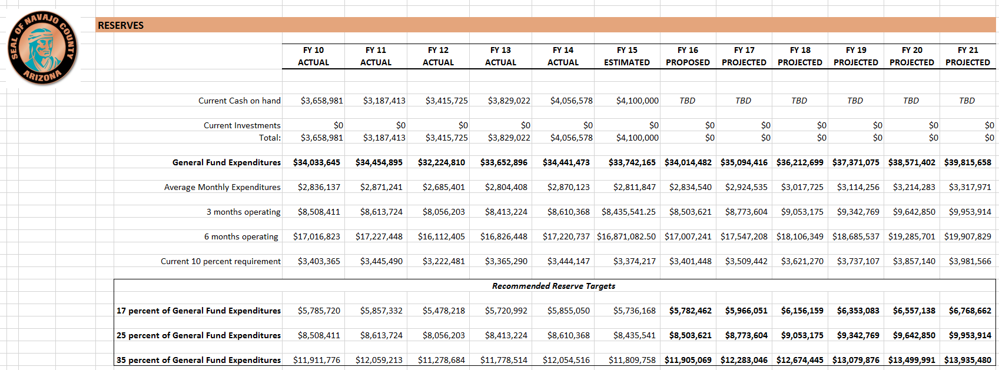 SEAL OF NAVAJO COUNTY
ARIZONA
RESERVES
FY 10 FY 11 FY 12 FY 13 FY 14 FY 15 FY 16 FY 17 FY 18 FY 19 FY 20 FY 21
ACTUAL ACTUAL ACTUAL ACTUAL ACTUAL ESTIMATED PROPOSED PROJECTED PROJECTED PROJECTED PROJECTED PROJECTED
Current Cash on hand $3,658,981 $3,187,413 $3,415,725 $3,829,022 $4,056,578 $4,100,000 TBD TBD TBD TBD TBD TBD
Current Investments $0 $0 $0 $0 $0 $0 $0 $0 $0 $0 $0 $0
Total: $3,658,981 $3,187,413 $3,415,725 $3,829,022 $4,056,578 $4,100,000 $0 $0 $0 $0 $0 $0
General Fund Expenditures $34,033,645 $34,454,895 $32,224,810 $33,652,896 $34,441,473 $33,742,165 $34,014,482 $35,094,416 $36,212,699 $37,371,075 $38,571,402 $39,815,658
Average Monthly Expenditures $2,836,137 $2,871,241 $2,685,401 $2,804,408 $2,870,123 $2,811,847 $2,834,540 $2,924,535 $3,017,725 $3,114,256 $3,214,283 $3,317,971
3 months operating $8,508,411 $8,613,724 $8,056,203 $8,413,224 $8,610,368 $8,435,541.25 $8,503,621 $8,773,604 $9,053,175 $9,342,769 $9,642,850 $9,953,914
6 months operating $17,016,823 $17,227,448 $16,112,405 $16,826,448 $17,220,737 $16,871,082.50 $17,007,241 $17,547,208 $18,106,349 $18,685,537 $19,285,701 $19,907,829
Current 10 percent requirement $3,403,365 $3,445,490 $3,222,481 $3,365,290 $3,444,147 $3,374,217 $3,401,448 $3,509,442 $3,621,270 $3,737,107 $3,857,140 $3,981,566
Recommended Reserve Targets
17 percent of General Fund Expenditures $5,785,720 $5,857,332 $5,478,218 $5,720,992 $5,855,050 $5,736,168 $5,782,462 $5,966,051 $6,156,159 $6,353,083 $6,557,138 $6,768,662
25 percent of General Fund Expenditures $8,508,411 $8,613,724 $8,056,203 $8,413,224 $8,610,368 $8,435,541 $8,503,621 $8,773,604 $9,053,175 $9,342,769 $9,642,850 $9,953,914
35 percent of General Fund Expenditures $11,911,776 $12,059,213 $11,278,684 $11,778,514 $12,054,516 $11,809,758 $11,905,069 $12,283,046 $12,674,445 $13,079,876 $13,499,991 $13,935,480